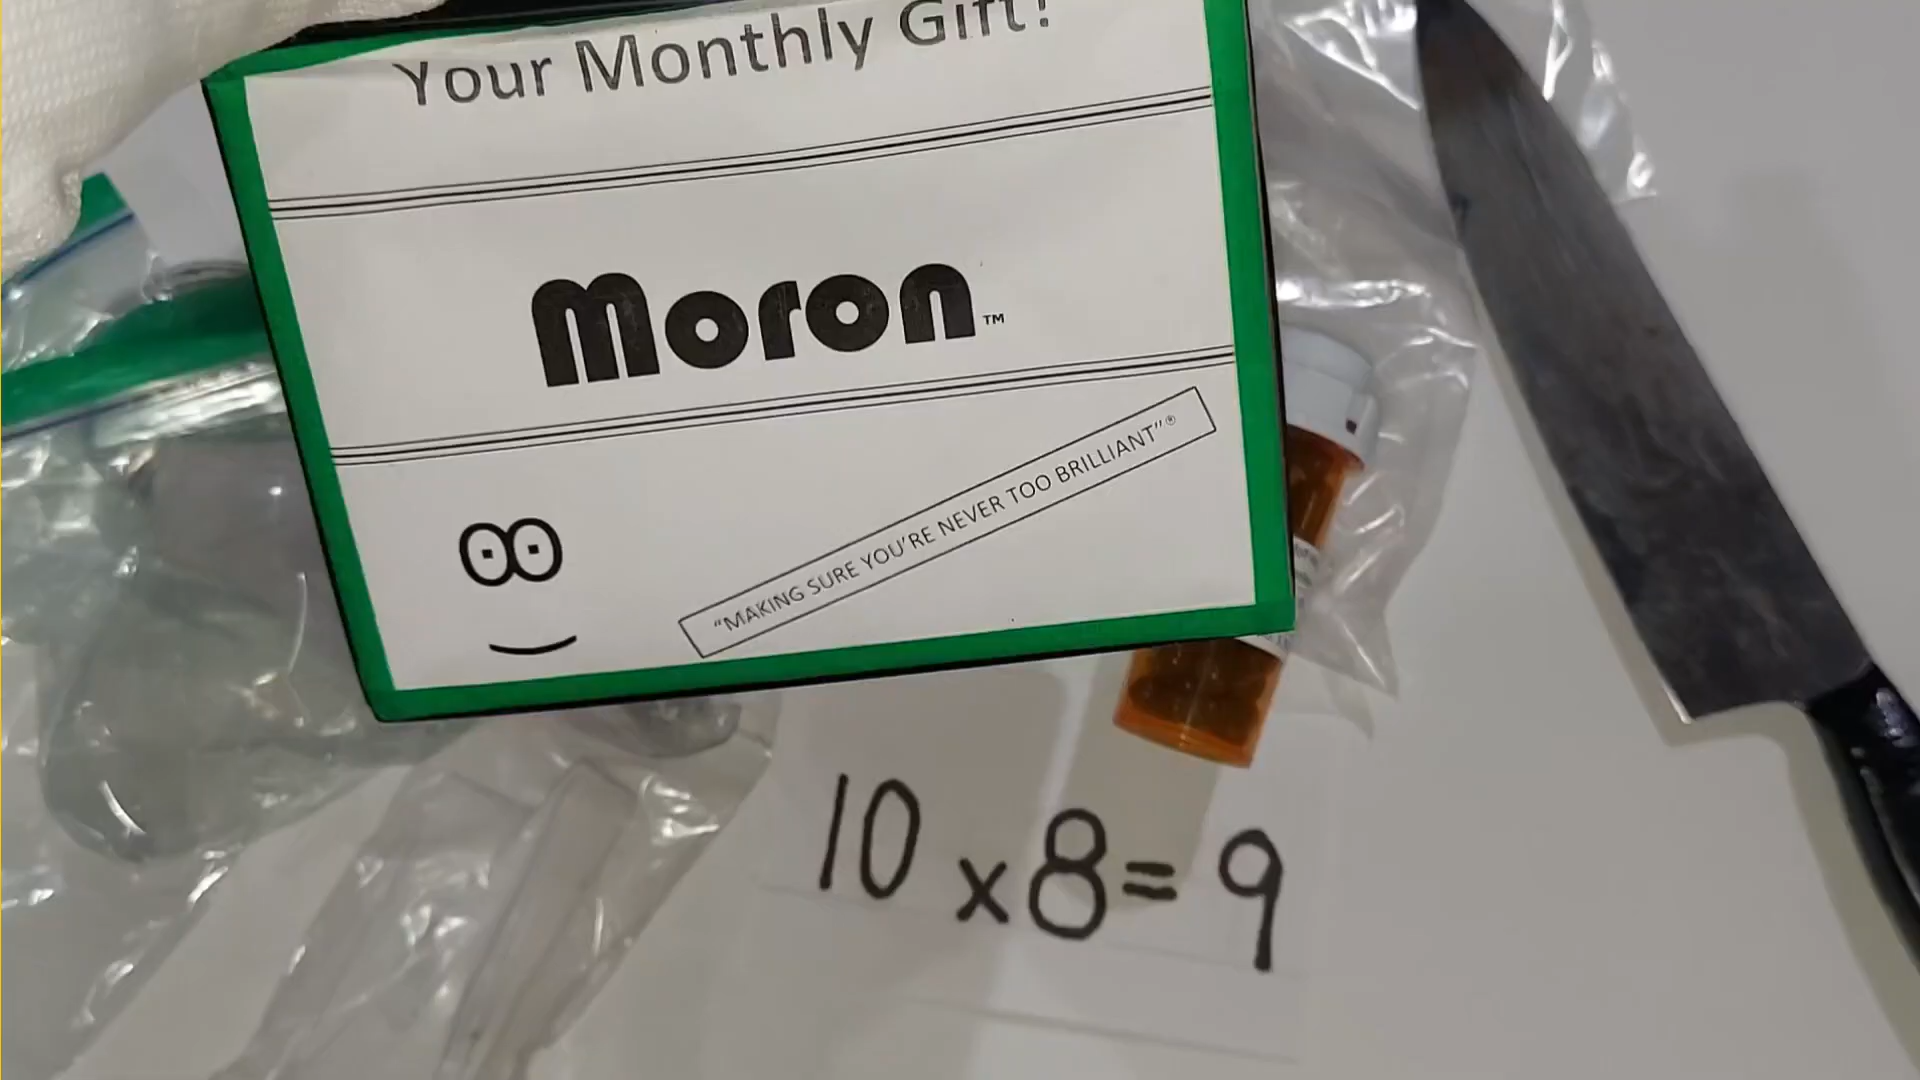 Your Monthly Gift!
Moron™
"MAKING SURE YOU'RE NEVER TOO BRILLIANT"®
10 x 8 = 9